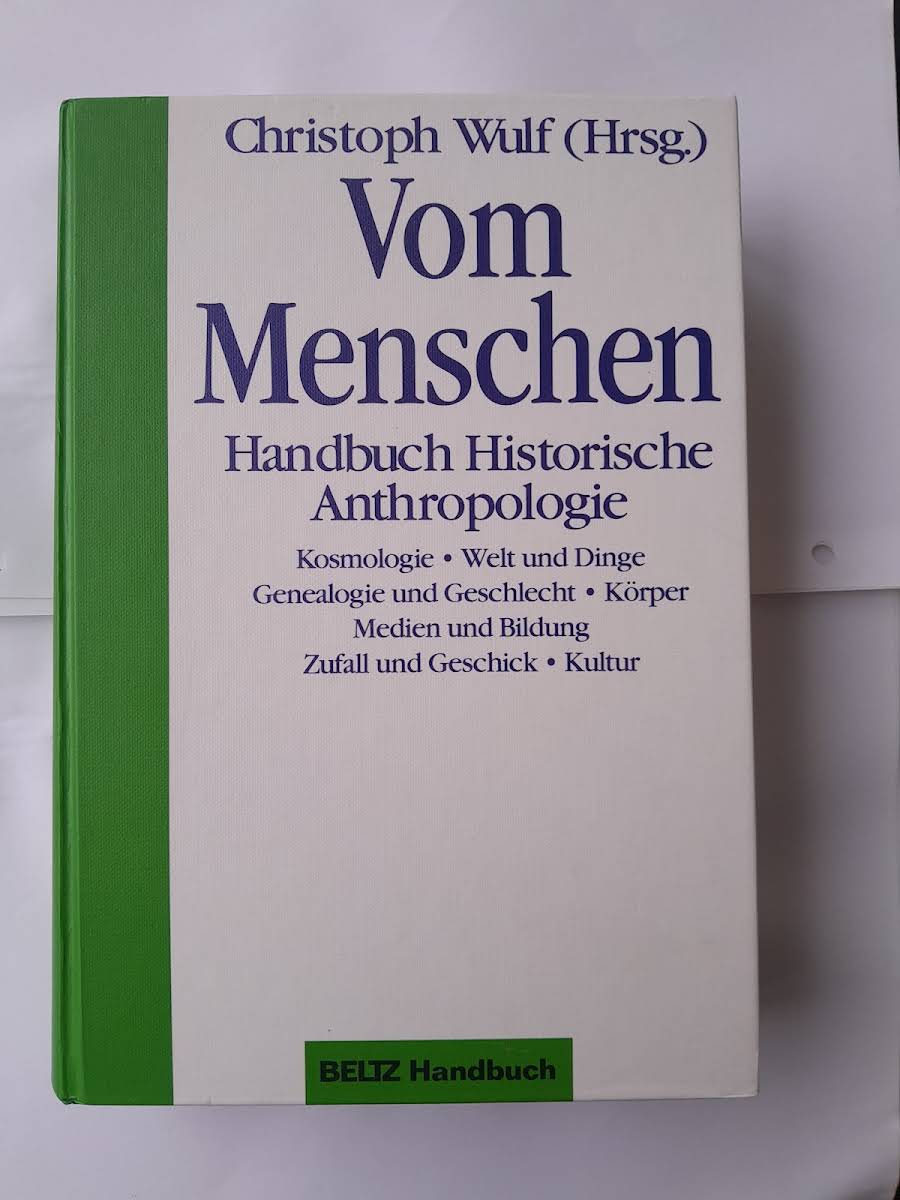 Christoph Wulf (Hrsg.)
Vom
Menschen
Handbuch Historische
Anthropologie
Kosmologie • Welt und Dinge
Genealogie und Geschlecht • Körper
Medien und Bildung
Zufall und Geschick • Kultur
BELTZ Handbuch